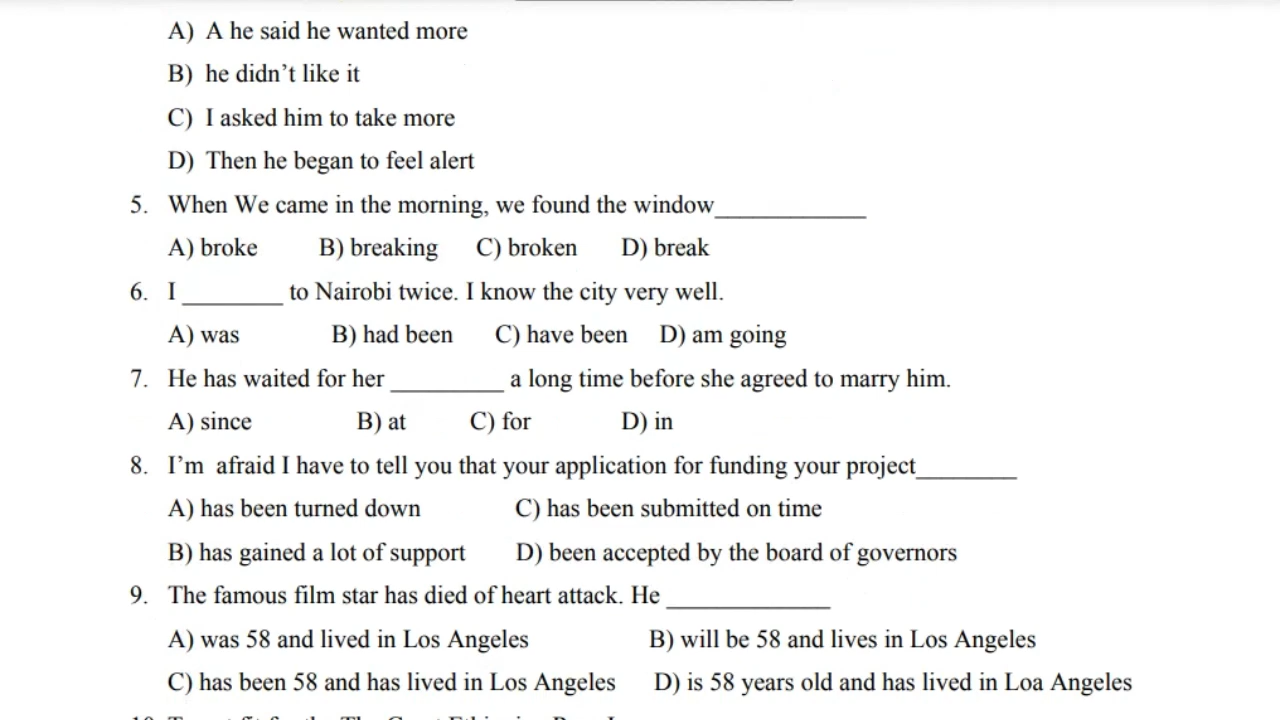 A) A he said he wanted more
B) he didn't like it
C) I asked him to take more
D) Then he began to feel alert
5. When We came in the morning, we found the window____________
A) broke B) breaking C) broken D) break
6. I ________ to Nairobi twice. I know the city very well.
A) was B) had been C) have been D) am going
7. He has waited for her _________ a long time before she agreed to marry him.
A) since B) at C) for D) in
8. I'm afraid I have to tell you that your application for funding your project________
A) has been turned down C) has been submitted on time
B) has gained a lot of support D) been accepted by the board of governors
9. The famous film star has died of heart attack. He _____________
A) was 58 and lived in Los Angeles B) will be 58 and lives in Los Angeles
C) has been 58 and has lived in Los Angeles D) is 58 years old and has lived in Loa Angeles